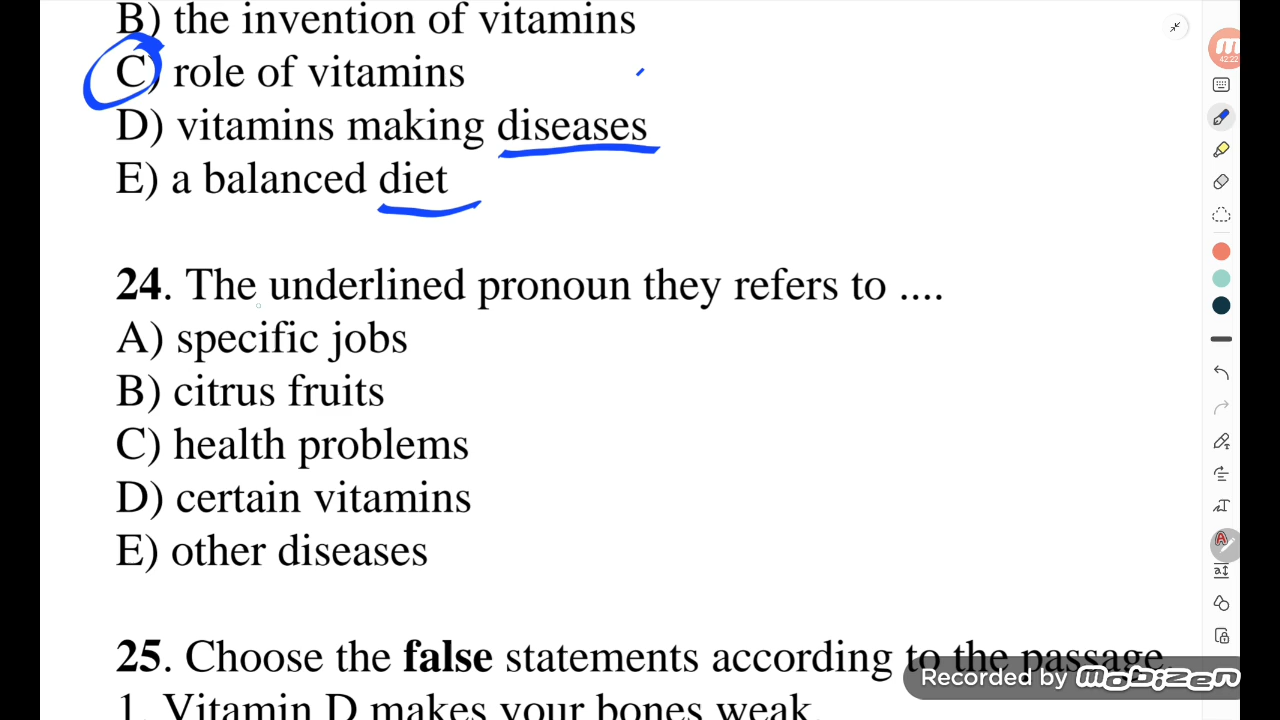 B) the invention of vitamins
C) role of vitamins
D) vitamins making diseases
E) a balanced diet
24. The underlined pronoun they refers to ....
A) specific jobs
B) citrus fruits
C) health problems
D) certain vitamins
E) other diseases
25. Choose the false statements according to the passage
1. Vitamin D makes your bones weak.
Recorded by mobizen
42:22